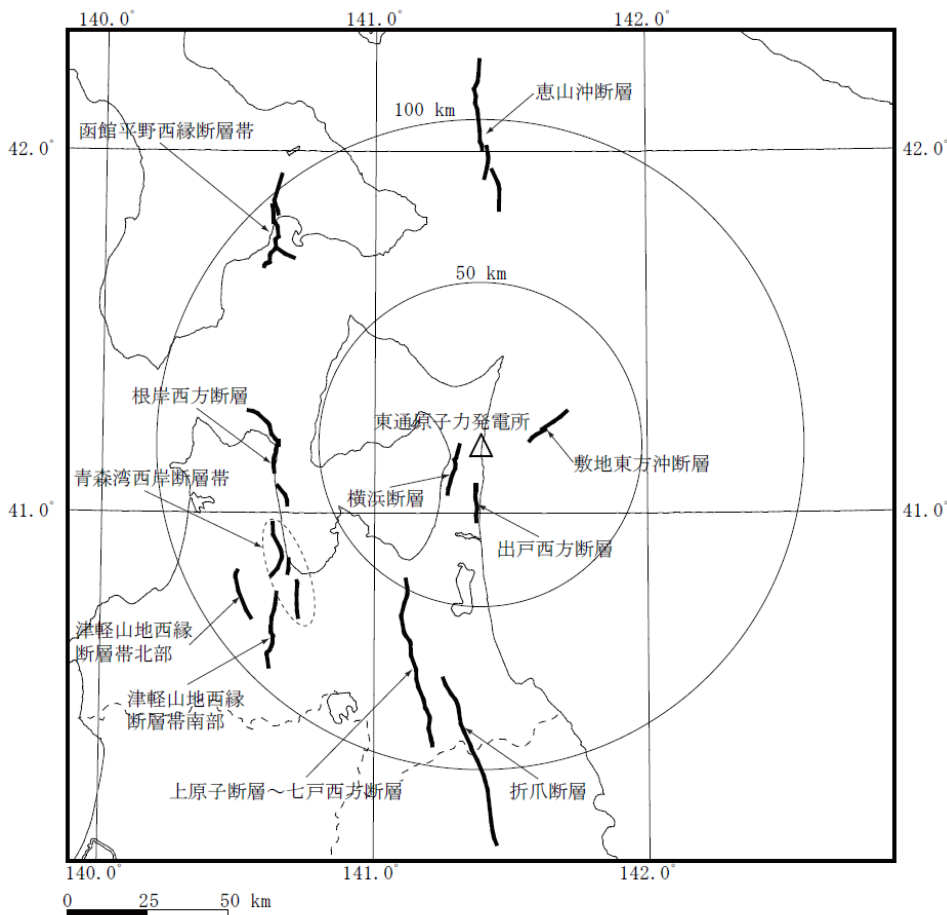 140.0°
141.0°
142.0°
恵山沖断層
100 km
函館平野西縁断層帯
42.0°
42.0°
50 km
根岸西方断層
東通原子力発電所
敷地東方沖断層
青森湾西岸断層帯
横浜断層
41.0°
41.0°
出戸西方断層
津軽山地西縁
断層帯北部
津軽山地西縁
断層帯南部
上原子断層～七戸西方断層
折爪断層
140.0°
141.0°
142.0°
0 25 50 km